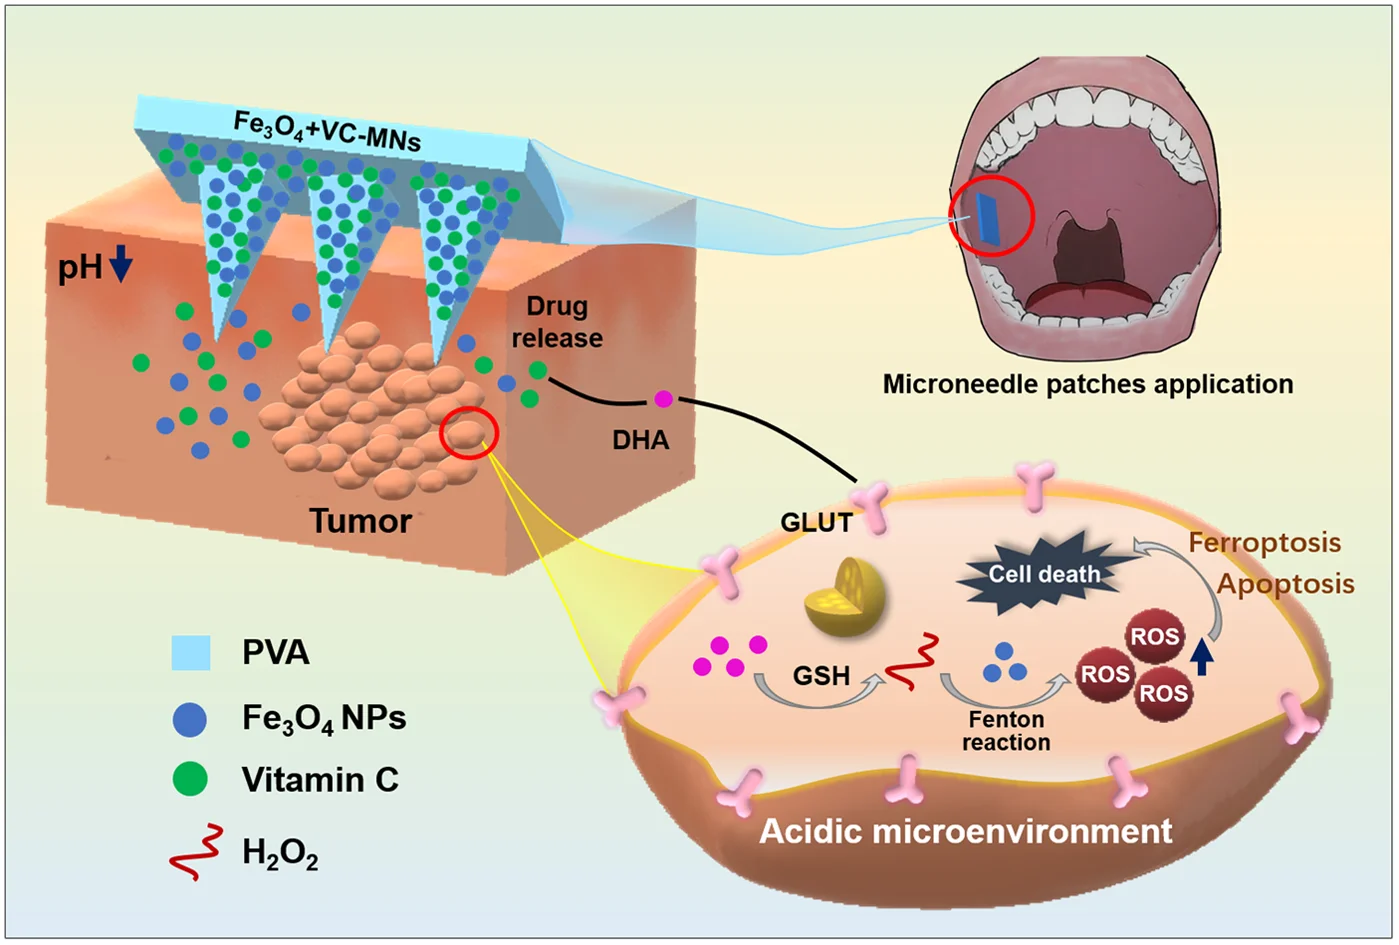 Fe₃O₄+VC-MNs
pH
Drug
release
DHA
Tumor
Microneedle patches application
GLUT
Cell death
Ferroptosis
Apoptosis
GSH
Fenton
reaction
ROS
ROS
ROS
Acidic microenvironment
PVA
Fe₃O₄ NPs
Vitamin C
H₂O₂